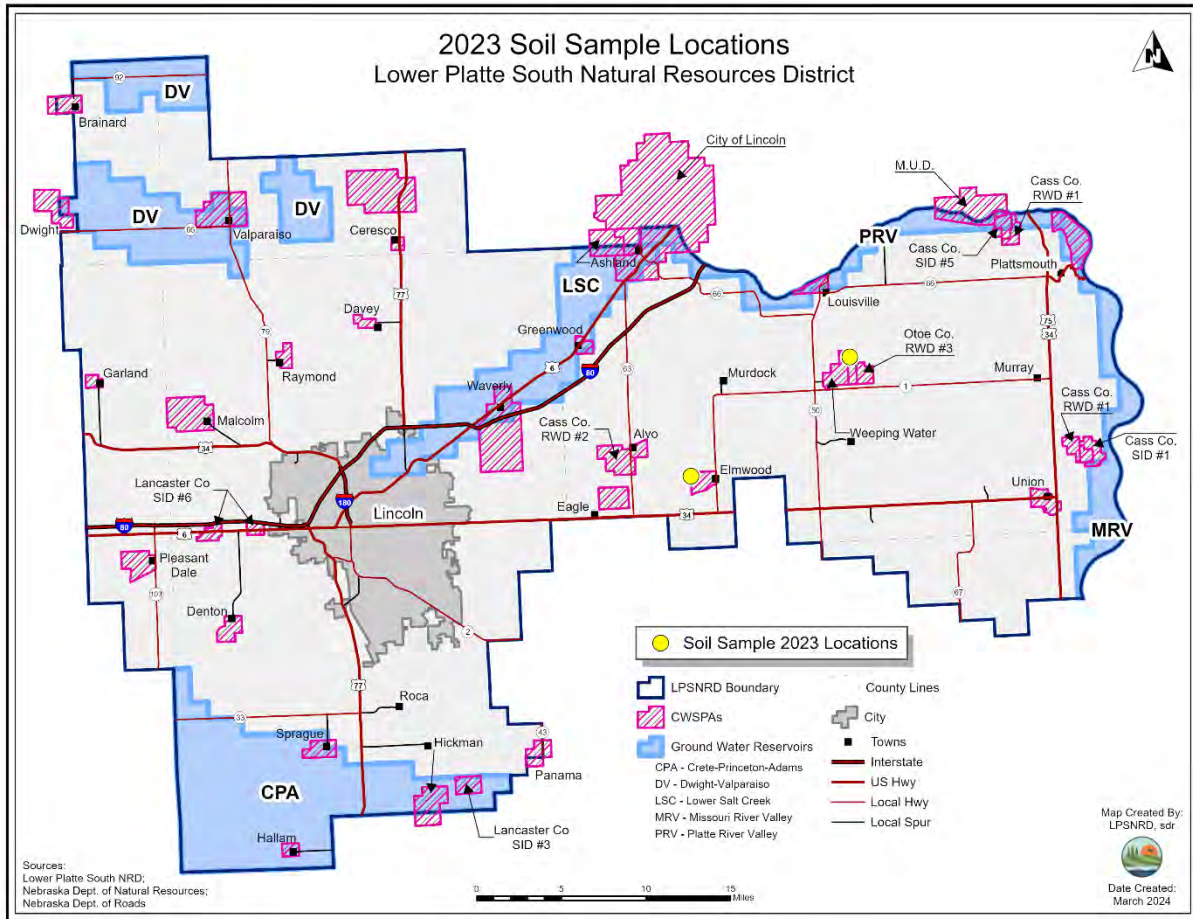 2023 Soil Sample Locations
Lower Platte South Natural Resources District
N
92
DV
Brainard
City of Lincoln
M.U.D.
Cass Co.
RWD #1
Dwight
DV
Valparaiso
66
DV
Ceresco
77
Ashland
LSC
PRV
Cass Co.
SID #5
Plattsmouth
66
Louisville
66
75
34
Davey
79
Raymond
Greenwood
6
80
63
Otoe Co.
RWD #3
Garland
Malcolm
34
Waverly
Murdock
1
50
Murray
Weeping Water
Cass Co.
RWD #1
Cass Co.
SID #1
Cass Co.
RWD #2
Alvo
Elmwood
Eagle
34
Union
MRV
67
Lancaster Co
SID #6
180
Lincoln
80
6
Pleasant
Dale
103
Denton
2
77
Roca
33
Sprague
Hickman
43
Panama
CPA
Hallam
Lancaster Co
SID #3
Soil Sample 2023 Locations
LPSNRD Boundary
CWSPAs
Ground Water Reservoirs
CPA - Crete-Princeton-Adams
DV - Dwight-Valparaiso
LSC - Lower Salt Creek
MRV - Missouri River Valley
PRV - Platte River Valley
County Lines
City
Towns
Interstate
US Hwy
Local Hwy
Local Spur
Map Created By:
LPSNRD, sdr
Date Created:
March 2024
Sources:
Lower Platte South NRD;
Nebraska Dept. of Natural Resources;
Nebraska Dept. of Roads
0 5 10 15
Miles